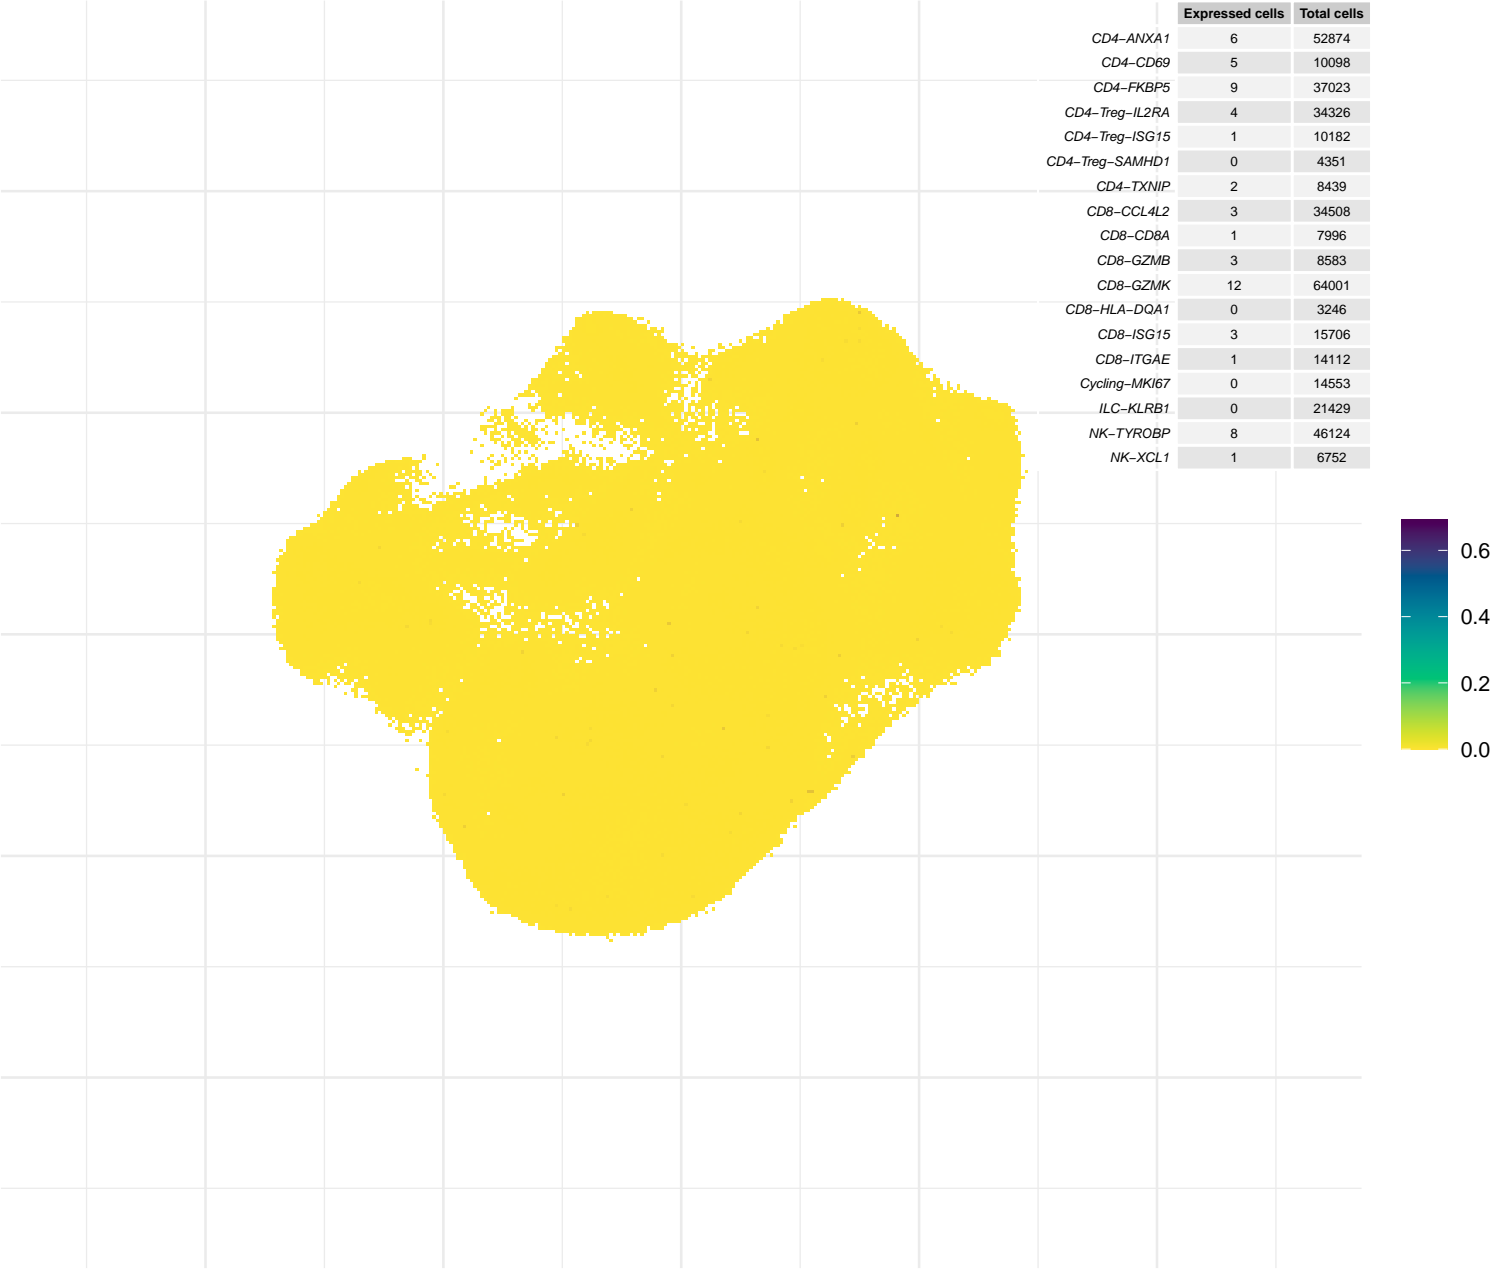 Expressed cells Total cells
CD4−ANXA1 6 52874
CD4−CD69 5 10098
CD4−FKBP5 9 37023
CD4−Treg−IL2RA 4 34326
CD4−Treg−ISG15 1 10182
CD4−Treg−SAMHD1 0 4351
CD4−TXNIP 2 8439
CD8−CCL4L2 3 34508
CD8−CD8A 1 7996
CD8−GZMB 3 8583
CD8−GZMK 12 64001
CD8−HLA−DQA1 0 3246
CD8−ISG15 3 15706
CD8−ITGAE 1 14112
Cycling−MKI67 0 14553
ILC−KLRB1 0 21429
NK−TYROBP 8 46124
NK−XCL1 1 6752
0.6
0.4
0.2
0.0